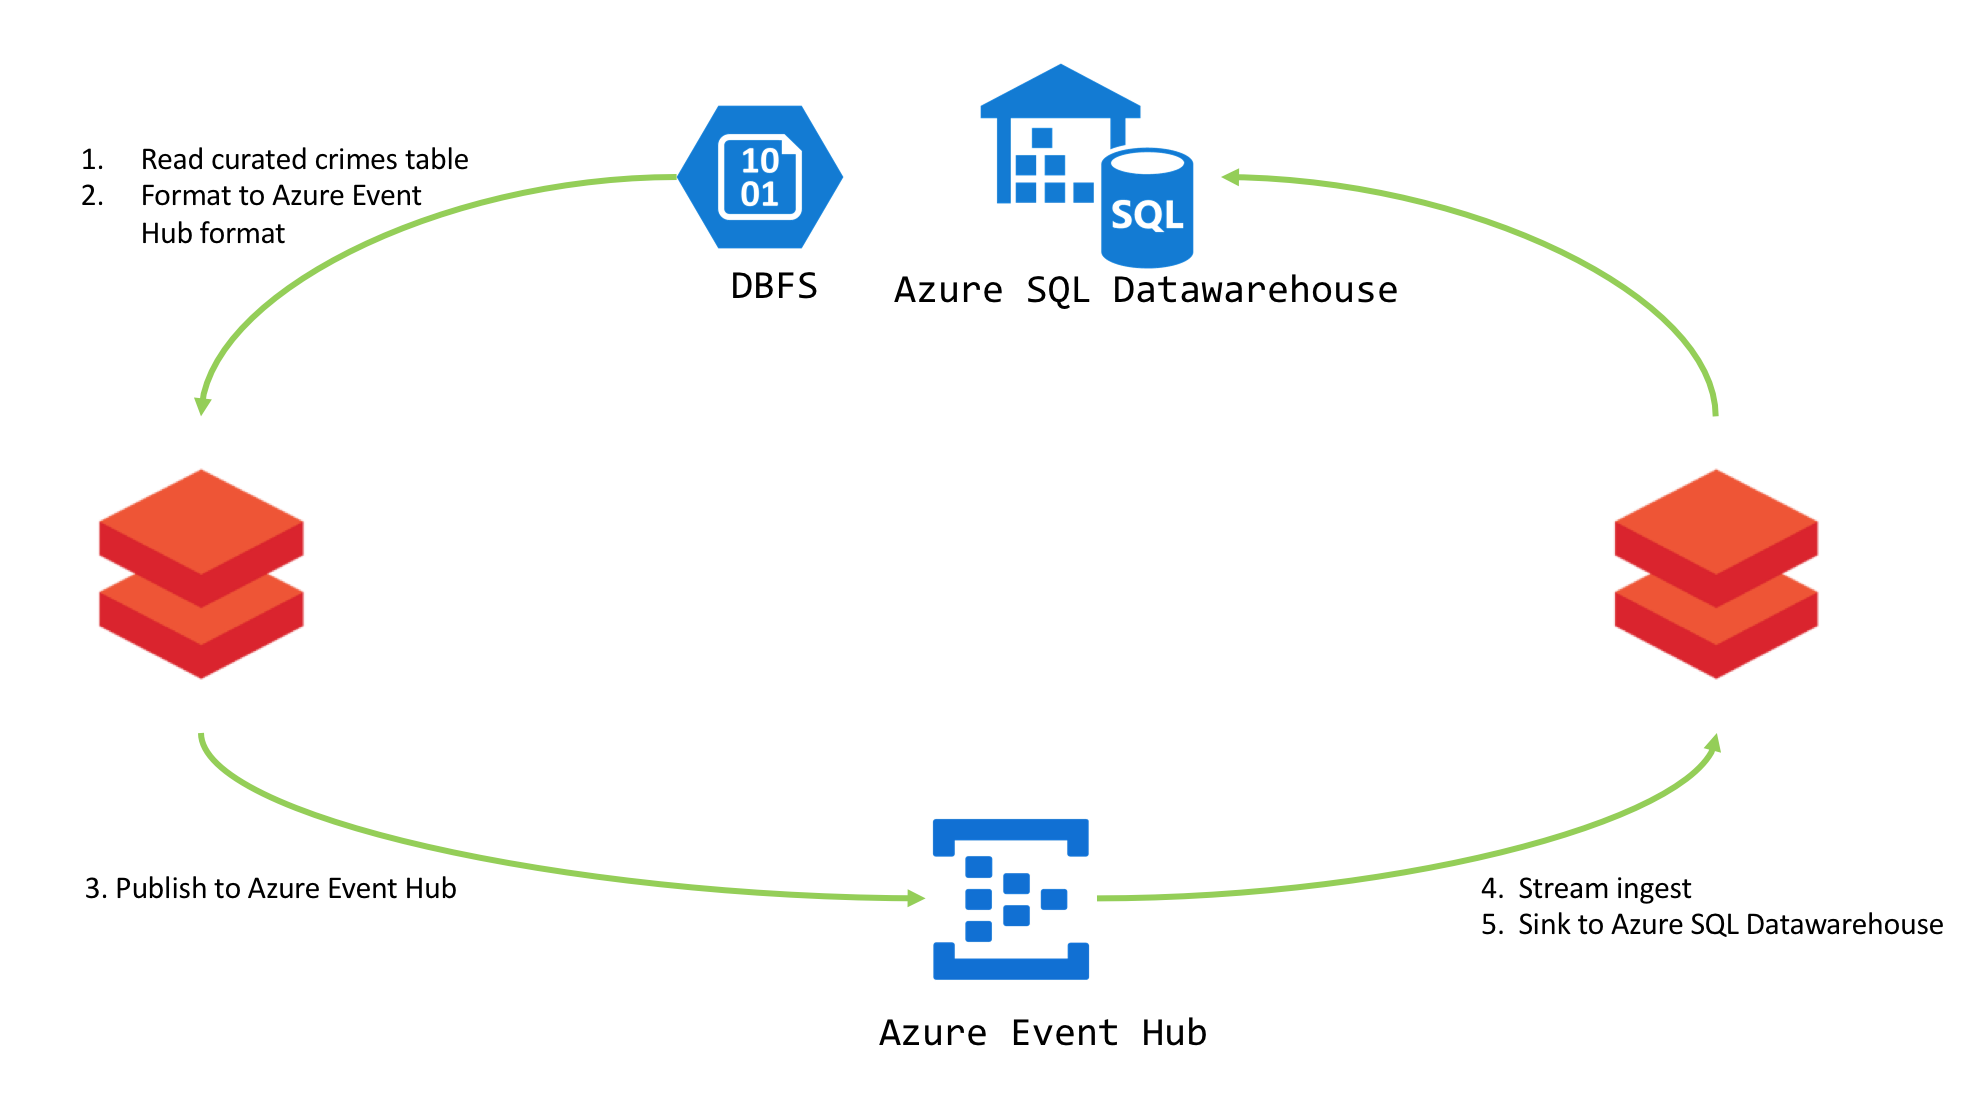 1. Read curated crimes table
2. Format to Azure Event
Hub format
10
01
DBFS
SQL
Azure SQL Datawarehouse
3. Publish to Azure Event Hub
4. Stream ingest
5. Sink to Azure SQL Datawarehouse
Azure Event Hub